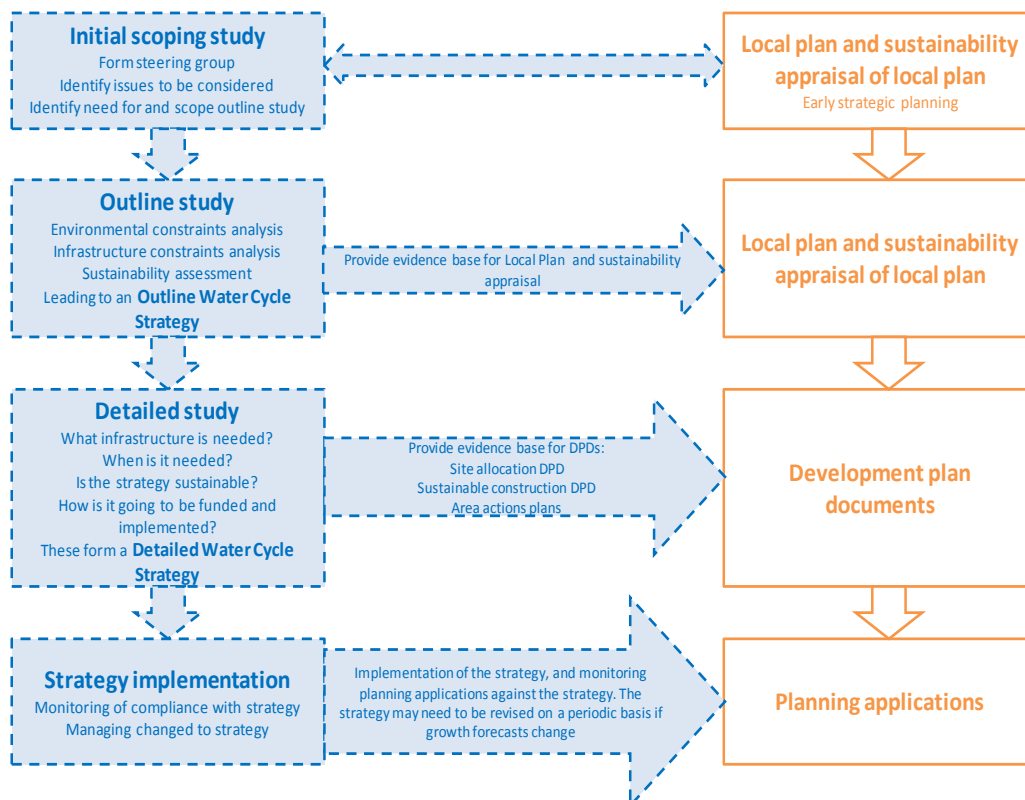 Initial scoping study
Form steering group
Identify issues to be considered
Identify need for and scope outline study
Local plan and sustainability
appraisal of local plan
Early strategic planning
Outline study
Environmental constraints analysis
Infrastructure constraints analysis
Sustainability assessment
Leading to an Outline Water Cycle
Strategy
Provide evidence base for Local Plan and sustainability
appraisal
Local plan and sustainability
appraisal of local plan
Detailed study
What infrastructure is needed?
When is it needed?
Is the strategy sustainable?
How is it going to be funded and
implemented?
These form a Detailed Water Cycle
Strategy
Provide evidence base for DPDs:
Site allocation DPD
Sustainable construction DPD
Area actions plans
Development plan
documents
Strategy implementation
Monitoring of compliance with strategy
Managing changed to strategy
Implementation of the strategy, and monitoring
planning applications against the strategy. The
strategy may need to be revised on a periodic basis if
growth forecasts change
Planning applications